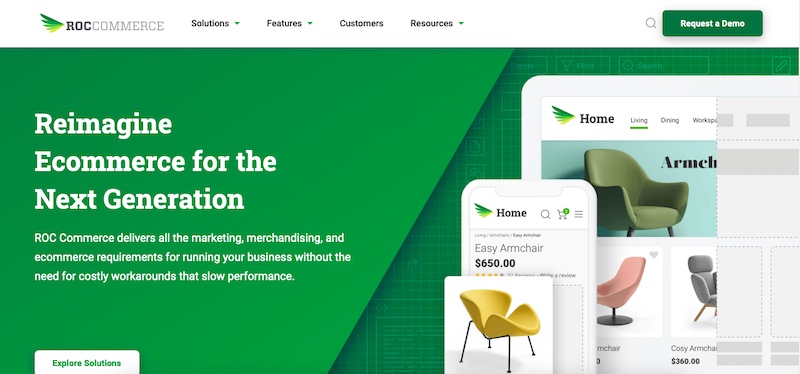 ROCCOMMERCE
Solutions
Features
Customers
Resources
Request a Demo
Reimagine
Ecommerce for the
Next Generation
ROC Commerce delivers all the marketing, merchandising, and
ecommerce requirements for running your business without the
need for costly workarounds that slow performance.
Explore Solutions
Create
Filter
Search
Home
Living
Dining
Workspa
Armch
Home
Living / Armchairs / Easy Armchair
Easy Armchair
$650.00
Reviews • Write a review
Armchair
00
Cosy Armchair
$360.00